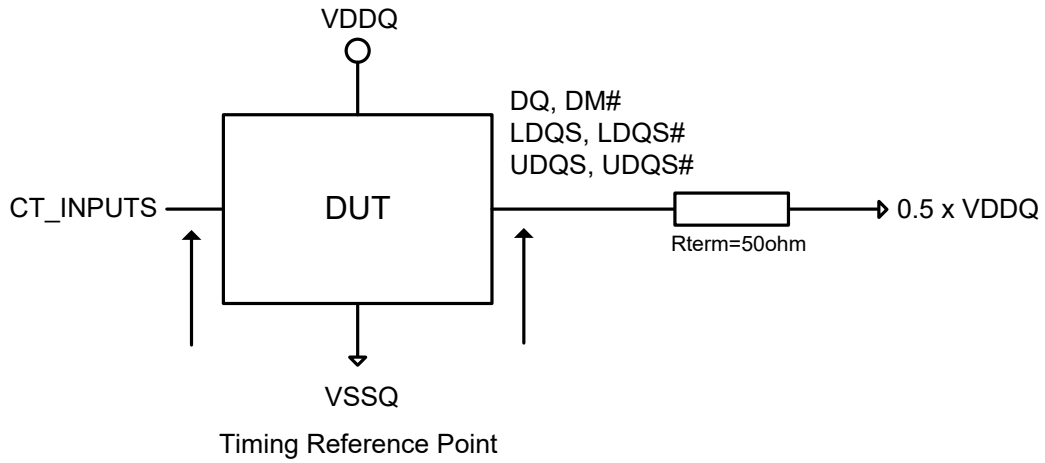 VDDQ
DQ, DM#
LDQS, LDQS#
UDQS, UDQS#
CT_INPUTS
DUT
0.5 x VDDQ
Rterm=50ohm
VSSQ
Timing Reference Point